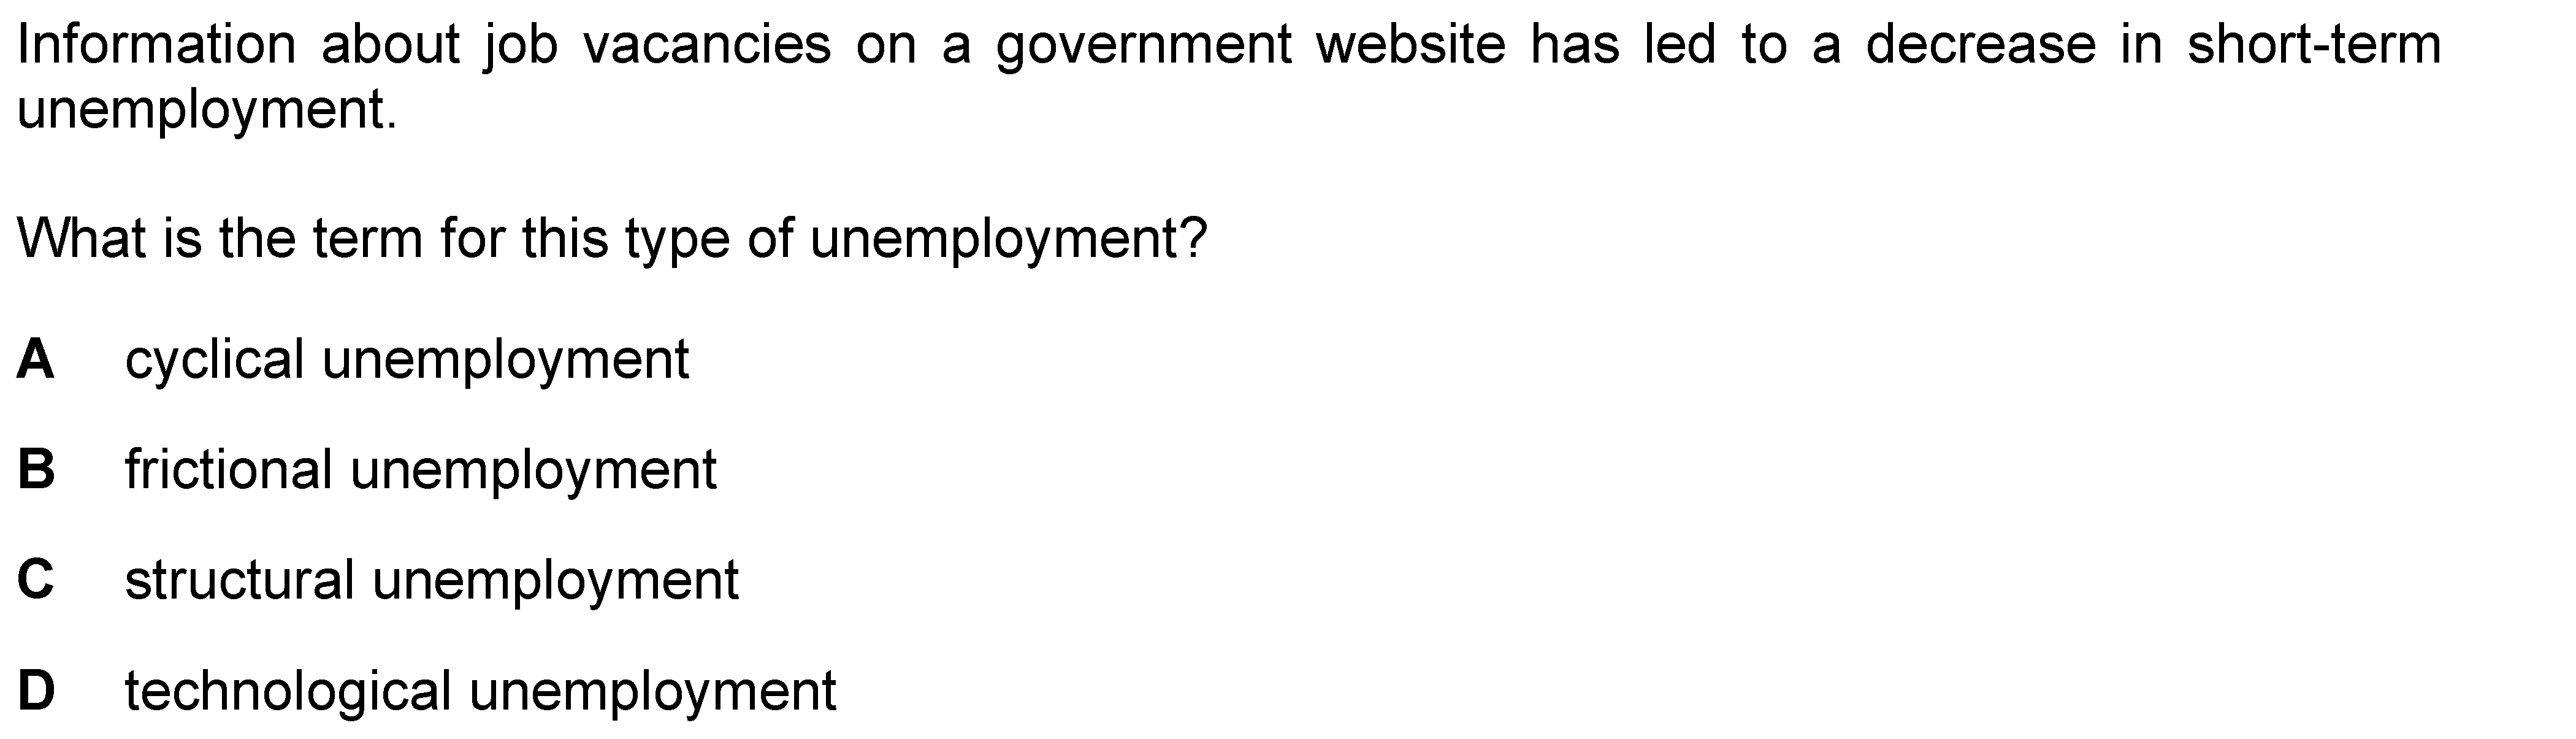 Information about job vacancies on a government website has led to a decrease in short-term
unemployment.
What is the term for this type of unemployment?
A cyclical unemployment
B frictional unemployment
C structural unemployment
D technological unemployment